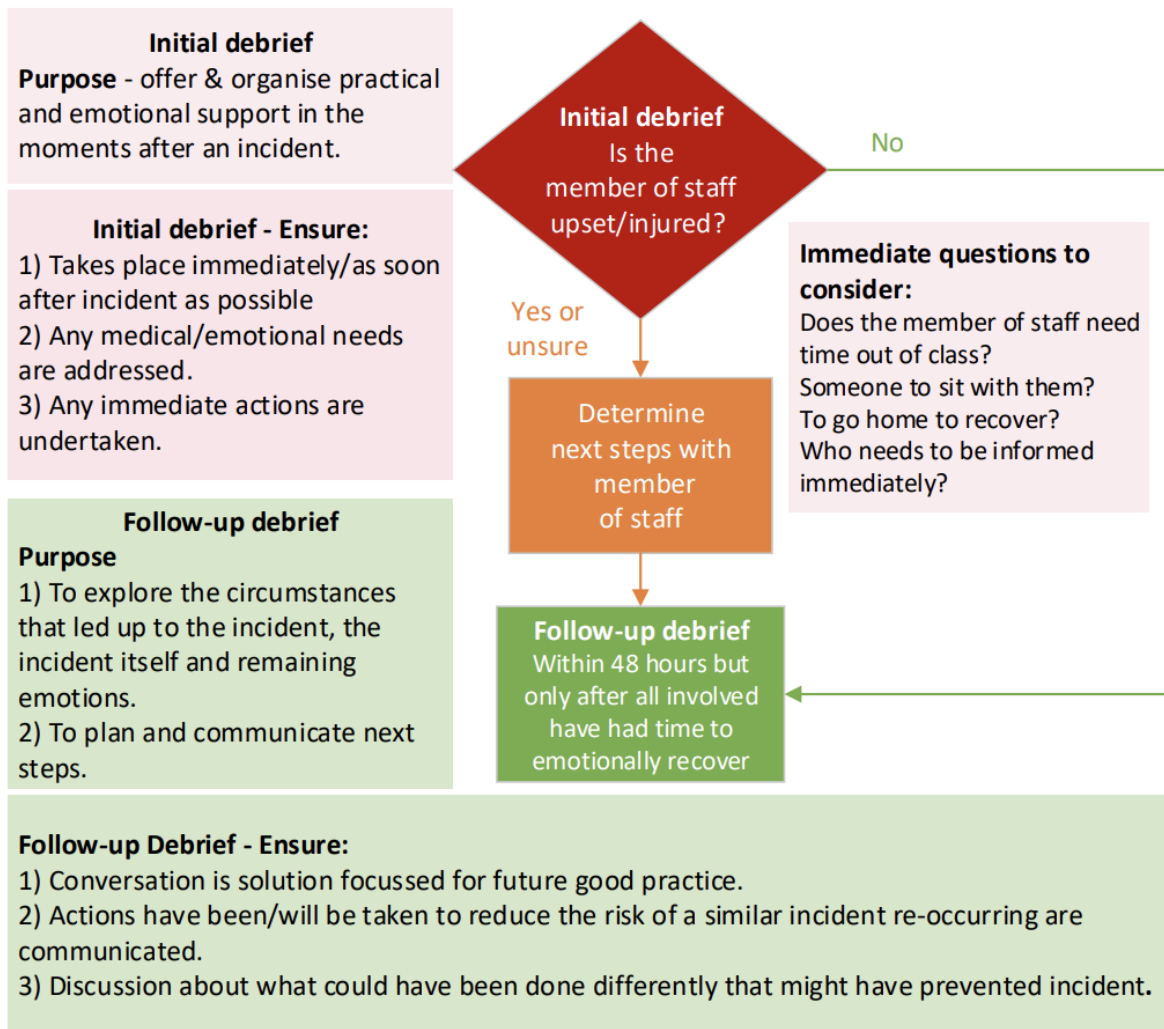 Initial debrief
Purpose - offer & organise practical
and emotional support in the
moments after an incident.
Initial debrief - Ensure:
1) Takes place immediately/as soon
after incident as possible
2) Any medical/emotional needs
are addressed.
3) Any immediate actions are
undertaken.
Initial debrief
Is the
member of staff
upset/injured?
No
Yes or
unsure
Immediate questions to
consider:
Does the member of staff need
time out of class?
Someone to sit with them?
To go home to recover?
Who needs to be informed
immediately?
Determine
next steps with
member
of staff
Follow-up debrief
Purpose
1) To explore the circumstances
that led up to the incident, the
incident itself and remaining
emotions.
2) To plan and communicate next
steps.
Follow-up debrief
Within 48 hours but
only after all involved
have had time to
emotionally recover
Follow-up Debrief - Ensure:
1) Conversation is solution focussed for future good practice.
2) Actions have been/will be taken to reduce the risk of a similar incident re-occurring are
communicated.
3) Discussion about what could have been done differently that might have prevented incident.